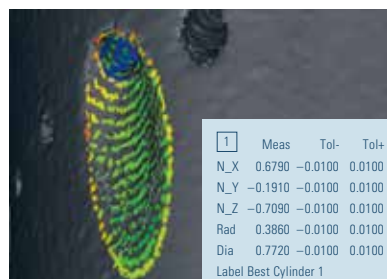 1 Meas Tol- Tol+
N_X 0.6790 −0.0100 0.0100
N_Y −0.1910 −0.0100 0.0100
N_Z −0.7090 −0.0100 0.0100
Rad 0.3860 −0.0100 0.0100
Dia 0.7720 −0.0100 0.0100
Label Best Cylinder 1